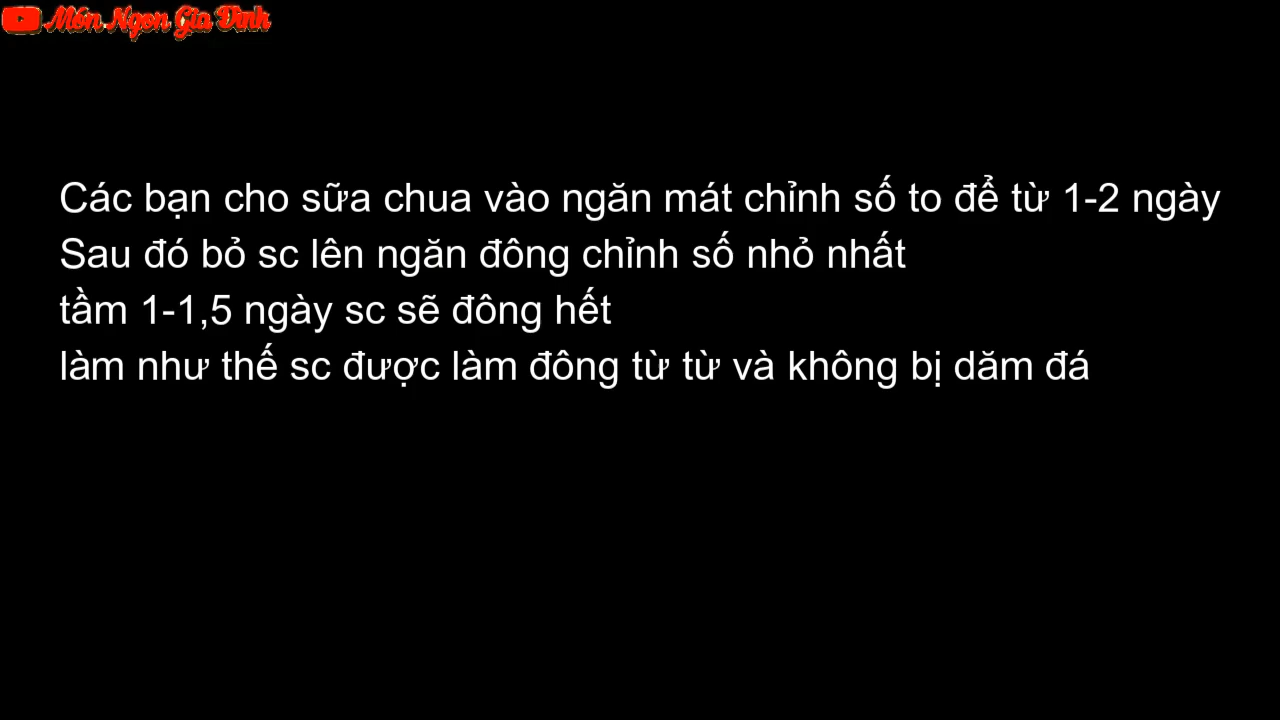 Món Ngon Gia Đình
Các bạn cho sữa chua vào ngăn mát chỉnh số to để từ 1-2 ngày
Sau đó bỏ sc lên ngăn đông chỉnh số nhỏ nhất
tầm 1-1,5 ngày sc sẽ đông hết
làm như thế sc được làm đông từ từ và không bị dăm đá